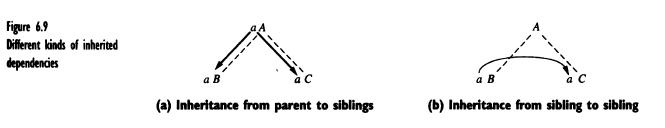 Figure 6.9
Different kinds of inherited
dependencies
a A
a B a C
(a) Inheritance from parent to siblings
A
a B a C
(b) Inheritance from sibling to sibling